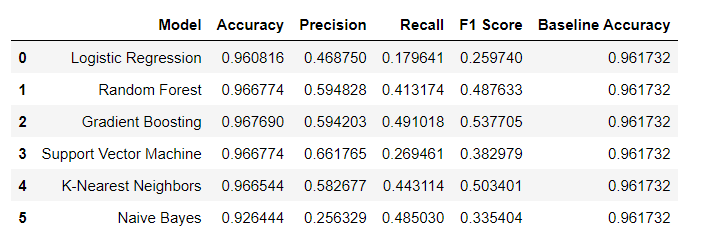 Model Accuracy Precision Recall F1 Score Baseline Accuracy
0 Logistic Regression 0.960816 0.468750 0.179641 0.259740 0.961732
1 Random Forest 0.966774 0.594828 0.413174 0.487633 0.961732
2 Gradient Boosting 0.967690 0.594203 0.491018 0.537705 0.961732
3 Support Vector Machine 0.966774 0.661765 0.269461 0.382979 0.961732
4 K-Nearest Neighbors 0.966544 0.582677 0.443114 0.503401 0.961732
5 Naive Bayes 0.926444 0.256329 0.485030 0.335404 0.961732